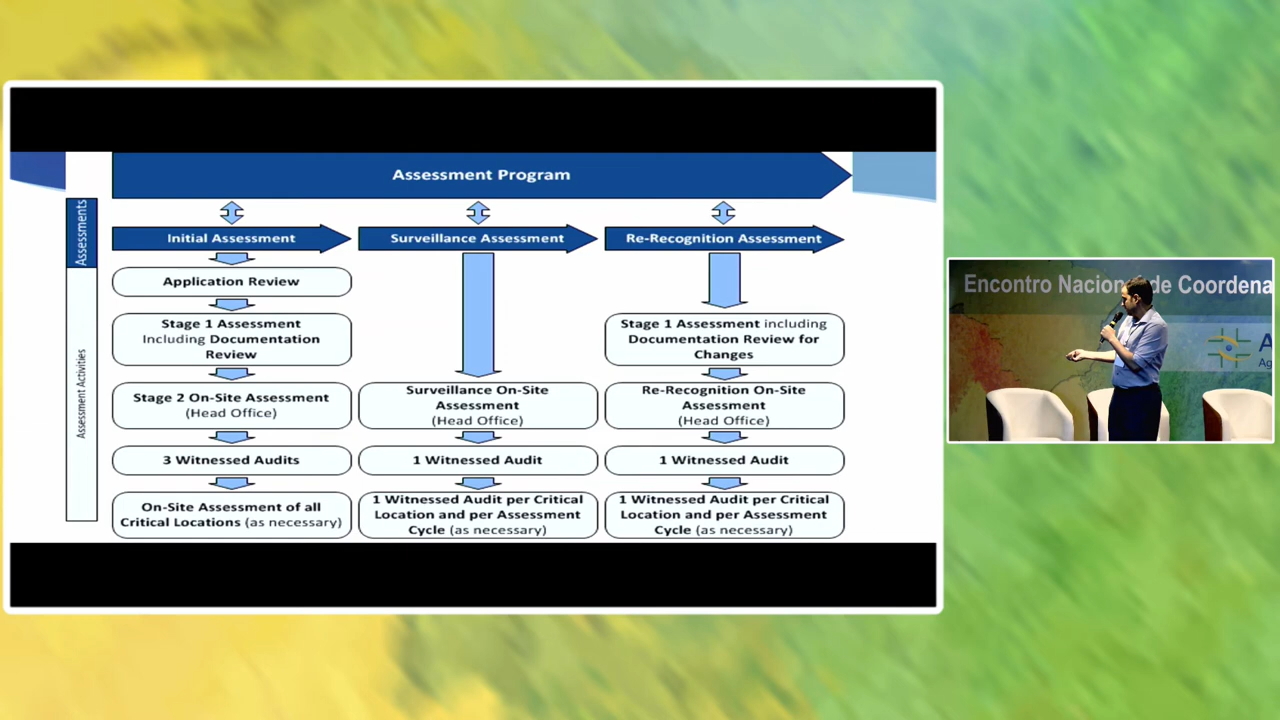 Assessment Program
Assessments
Initial Assessment
Surveillance Assessment
Re-Recognition Assessment
Assessment Activities
Application Review
Stage 1 Assessment
Including Documentation
Review
Stage 1 Assessment including
Documentation Review for
Changes
Stage 2 On-Site Assessment
(Head Office)
Surveillance On-Site
Assessment
(Head Office)
Re-Recognition On-Site
Assessment
(Head Office)
3 Witnessed Audits
1 Witnessed Audit
1 Witnessed Audit
On-Site Assessment of all
Critical Locations (as necessary)
1 Witnessed Audit per Critical
Location and per Assessment
Cycle (as necessary)
1 Witnessed Audit per Critical
Location and per Assessment
Cycle (as necessary)
Encontro de Coordena
A
Ag